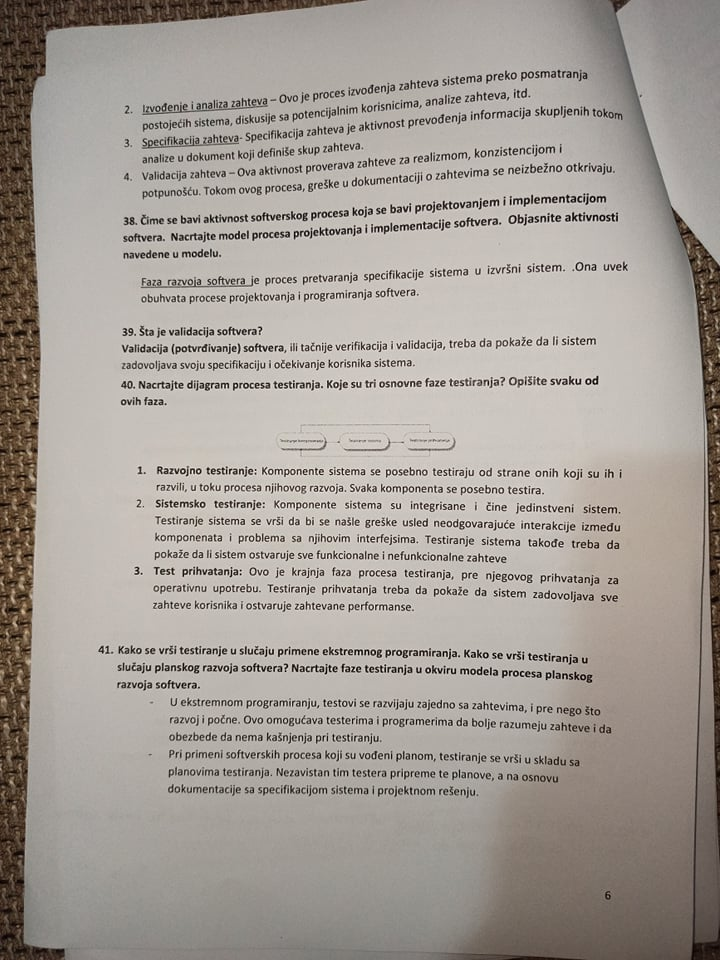 2. Izvođenje i analiza zahteva – Ovo je proces izvođenja zahteva sistema preko posmatranja
postojećih sistema, diskusije sa potencijalnim korisnicima, analize zahteva, itd.
3. Specifikacija zahteva- Specifikacija zahteva je aktivnost prevođenja informacija skupljenih tokom
analize u dokument koji definiše skup zahteva.
4. Validacija zahteva – Ova aktivnost proverava zahteve za realizmom, konzistencijom i
potpunošću. Tokom ovog procesa, greške u dokumentaciji o zahtevima se neizbežno otkrivaju.
38. Čime se bavi aktivnost softverskog procesa koja se bavi projektovanjem i implementacijom
softvera. Nacrtajte model procesa projektovanja i implementacije softvera. Objasnite aktivnosti
navedene u modelu.
Faza razvoja softvera je proces pretvaranja specifikacije sistema u izvršni sistem. .Ona uvek
obuhvata procese projektovanja i programiranja softvera.
39. Šta je validacija softvera?
Validacija (potvrđivanje) softvera, ili tačnije verifikacija i validacija, treba da pokaže da li sistem
zadovoljava svoju specifikaciju i očekivanje korisnika sistema.
40. Nacrtajte dijagram procesa testiranja. Koje su tri osnovne faze testiranja? Opišite svaku od
ovih faza.
Testiranje komponenata Testiranje sistema Testiranje prihvatanja
1. Razvojno testiranje: Komponente sistema se posebno testiraju od strane onih koji su ih i
razvili, u toku procesa njihovog razvoja. Svaka komponenta se posebno testira.
2. Sistemsko testiranje: Komponente sistema su integrisane i čine jedinstveni sistem.
Testiranje sistema se vrši da bi se našle greške usled neodgovarajuće interakcije između
komponenata i problema sa njihovim interfejsima. Testiranje sistema takođe treba da
pokaže da li sistem ostvaruje sve funkcionalne i nefunkcionalne zahteve
3. Test prihvatanja: Ovo je krajnja faza procesa testiranja, pre njegovog prihvatanja za
operativnu upotrebu. Testiranje prihvatanja treba da pokaže da sistem zadovoljava sve
zahteve korisnika i ostvaruje zahtevane performanse.
41. Kako se vrši testiranje u slučaju primene ekstremnog programiranja. Kako se vrši testiranja u
slučaju planskog razvoja softvera? Nacrtajte faze testiranja u okviru modela procesa planskog
razvoja softvera.
- U ekstremnom programiranju, testovi se razvijaju zajedno sa zahtevima, i pre nego što
razvoj i počne. Ovo omogućava testerima i programerima da bolje razumeju zahteve i da
obezbede da nema kašnjenja pri testiranju.
- Pri primeni softverskih procesa koji su vođeni planom, testiranje se vrši u skladu sa
planovima testiranja. Nezavistan tim testera pripreme te planove, a na osnovu
dokumentacije sa specifikacijom sistema i projektnom rešenju.
6